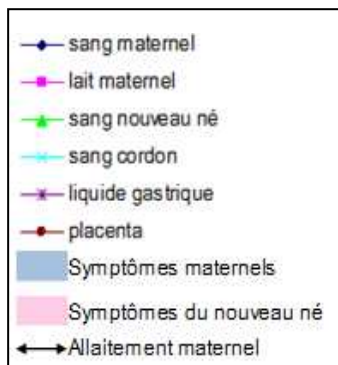 sang maternel
lait maternel
sang nouveau né
sang cordon
liquide gastrique
placenta
Symptômes maternels
Symptômes du nouveau né
Allaitement maternel